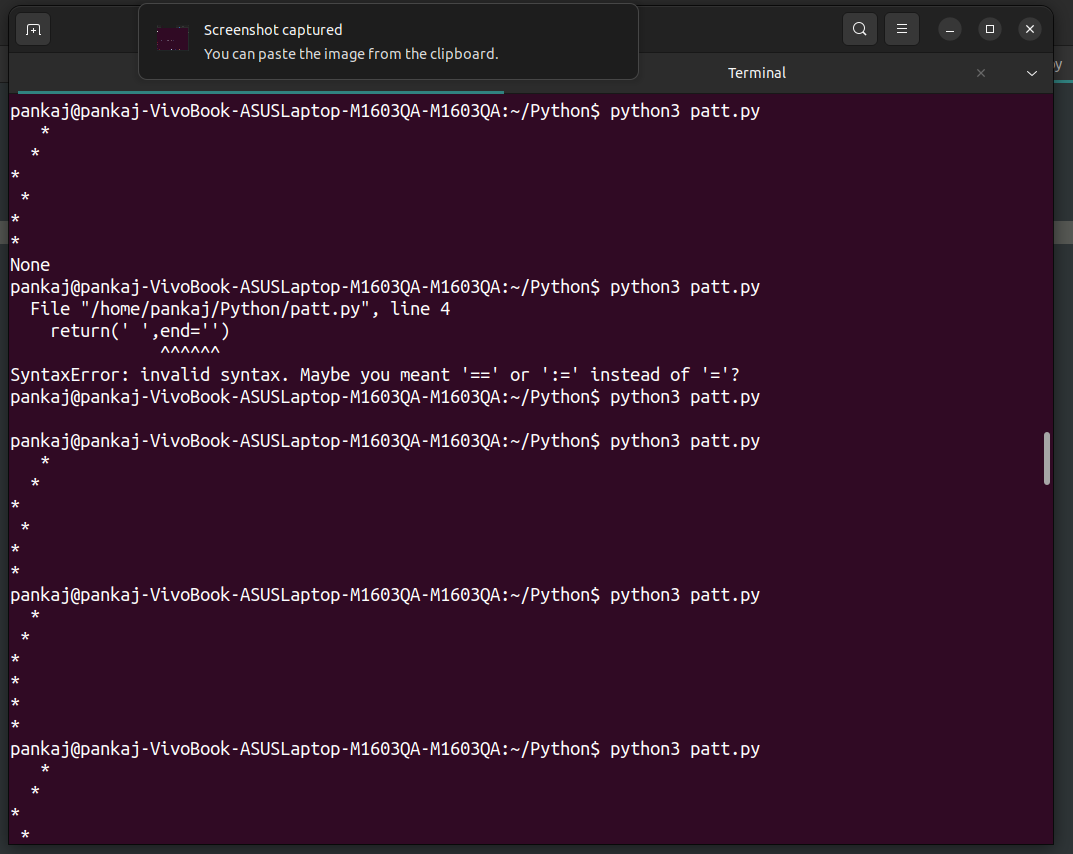 Screenshot captured
You can paste the image from the clipboard.
Terminal
py
pankaj@pankaj-VivoBook-ASUSLaptop-M1603QA-M1603QA:~/Python$ python3 patt.py
   *
  *
*
 *
*
*
None
pankaj@pankaj-VivoBook-ASUSLaptop-M1603QA-M1603QA:~/Python$ python3 patt.py
  File "/home/pankaj/Python/patt.py", line 4
    return(' ',end='')
               ^^^^^^
SyntaxError: invalid syntax. Maybe you meant '==' or ':=' instead of '='?
pankaj@pankaj-VivoBook-ASUSLaptop-M1603QA-M1603QA:~/Python$ python3 patt.py

pankaj@pankaj-VivoBook-ASUSLaptop-M1603QA-M1603QA:~/Python$ python3 patt.py
   *
  *
*
 *
*
*
pankaj@pankaj-VivoBook-ASUSLaptop-M1603QA-M1603QA:~/Python$ python3 patt.py
  *
 *
*
*
*
*
pankaj@pankaj-VivoBook-ASUSLaptop-M1603QA-M1603QA:~/Python$ python3 patt.py
   *
  *
*
 *